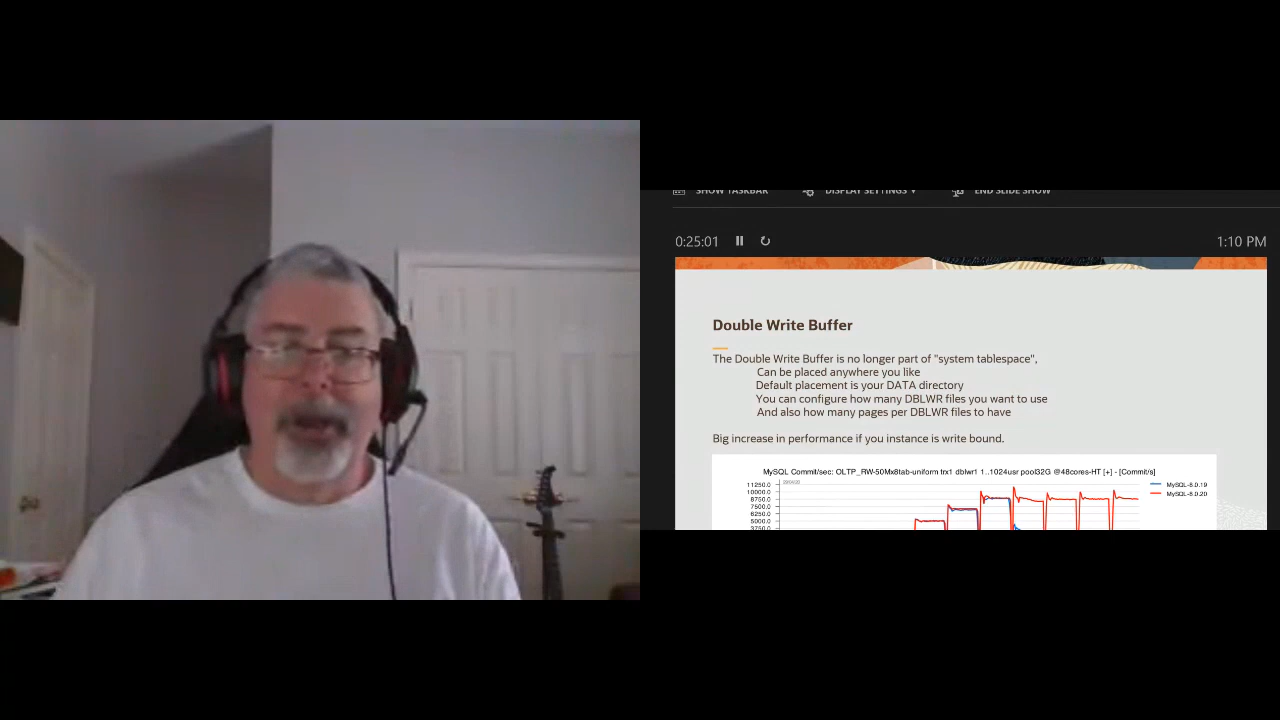 SHOW TASKBAR DISPLAY SETTINGS ▾ END SLIDE SHOW
0:25:01 1:10 PM
Double Write Buffer
The Double Write Buffer is no longer part of "system tablespace",
Can be placed anywhere you like
Default placement is your DATA directory
You can configure how many DBLWR files you want to use
And also how many pages per DBLWR files to have
Big increase in performance if you instance is write bound.
MySQL Commit/sec: OLTP_RW-50Mx8tab-uniform trx1 dblwr1 1..1024usr pool32G @48cores-HT [+] - [Commit/s]
11250.0
10000.0
8750.0
7500.0
6250.0
5000.0
3750.0
MySQL-8.0.19
MySQL-8.0.20